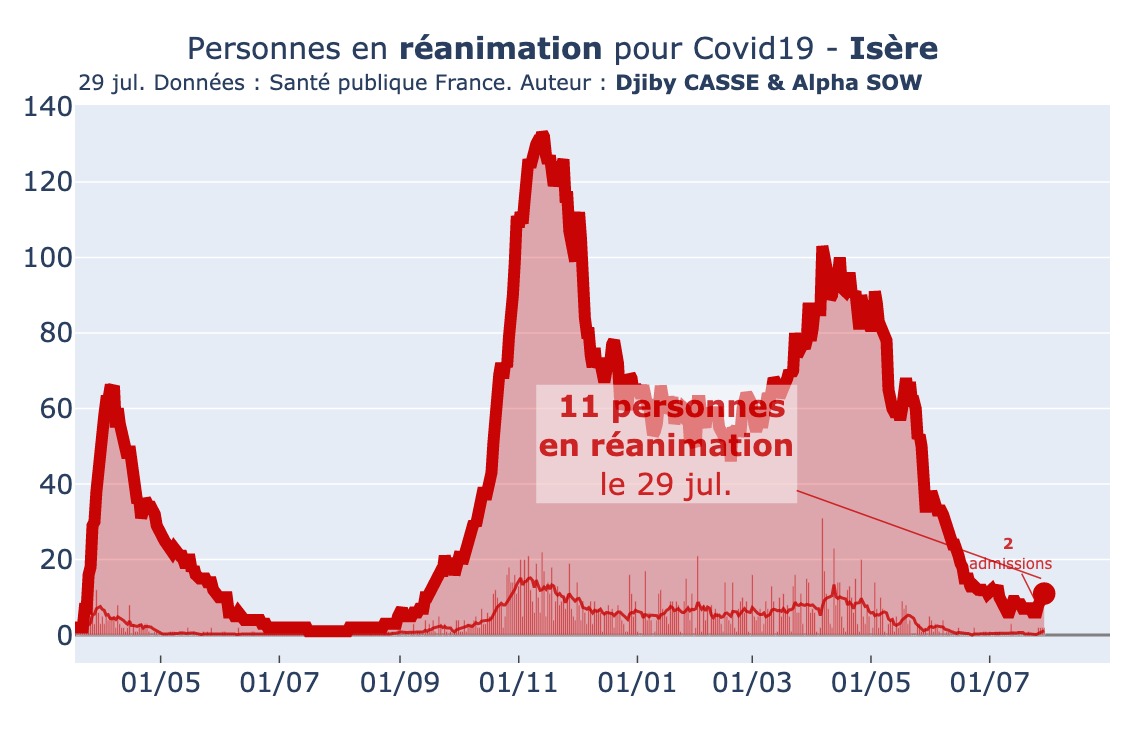 Personnes en réanimation pour Covid19 - Isère
29 jul. Données : Santé publique France. Auteur : Djiby CASSE & Alpha SOW
140
120
100
80
60
40
20
0
11 personnes
en réanimation
le 29 jul.
2
admissions
01/05 01/07 01/09 01/11 01/01 01/03 01/05 01/07